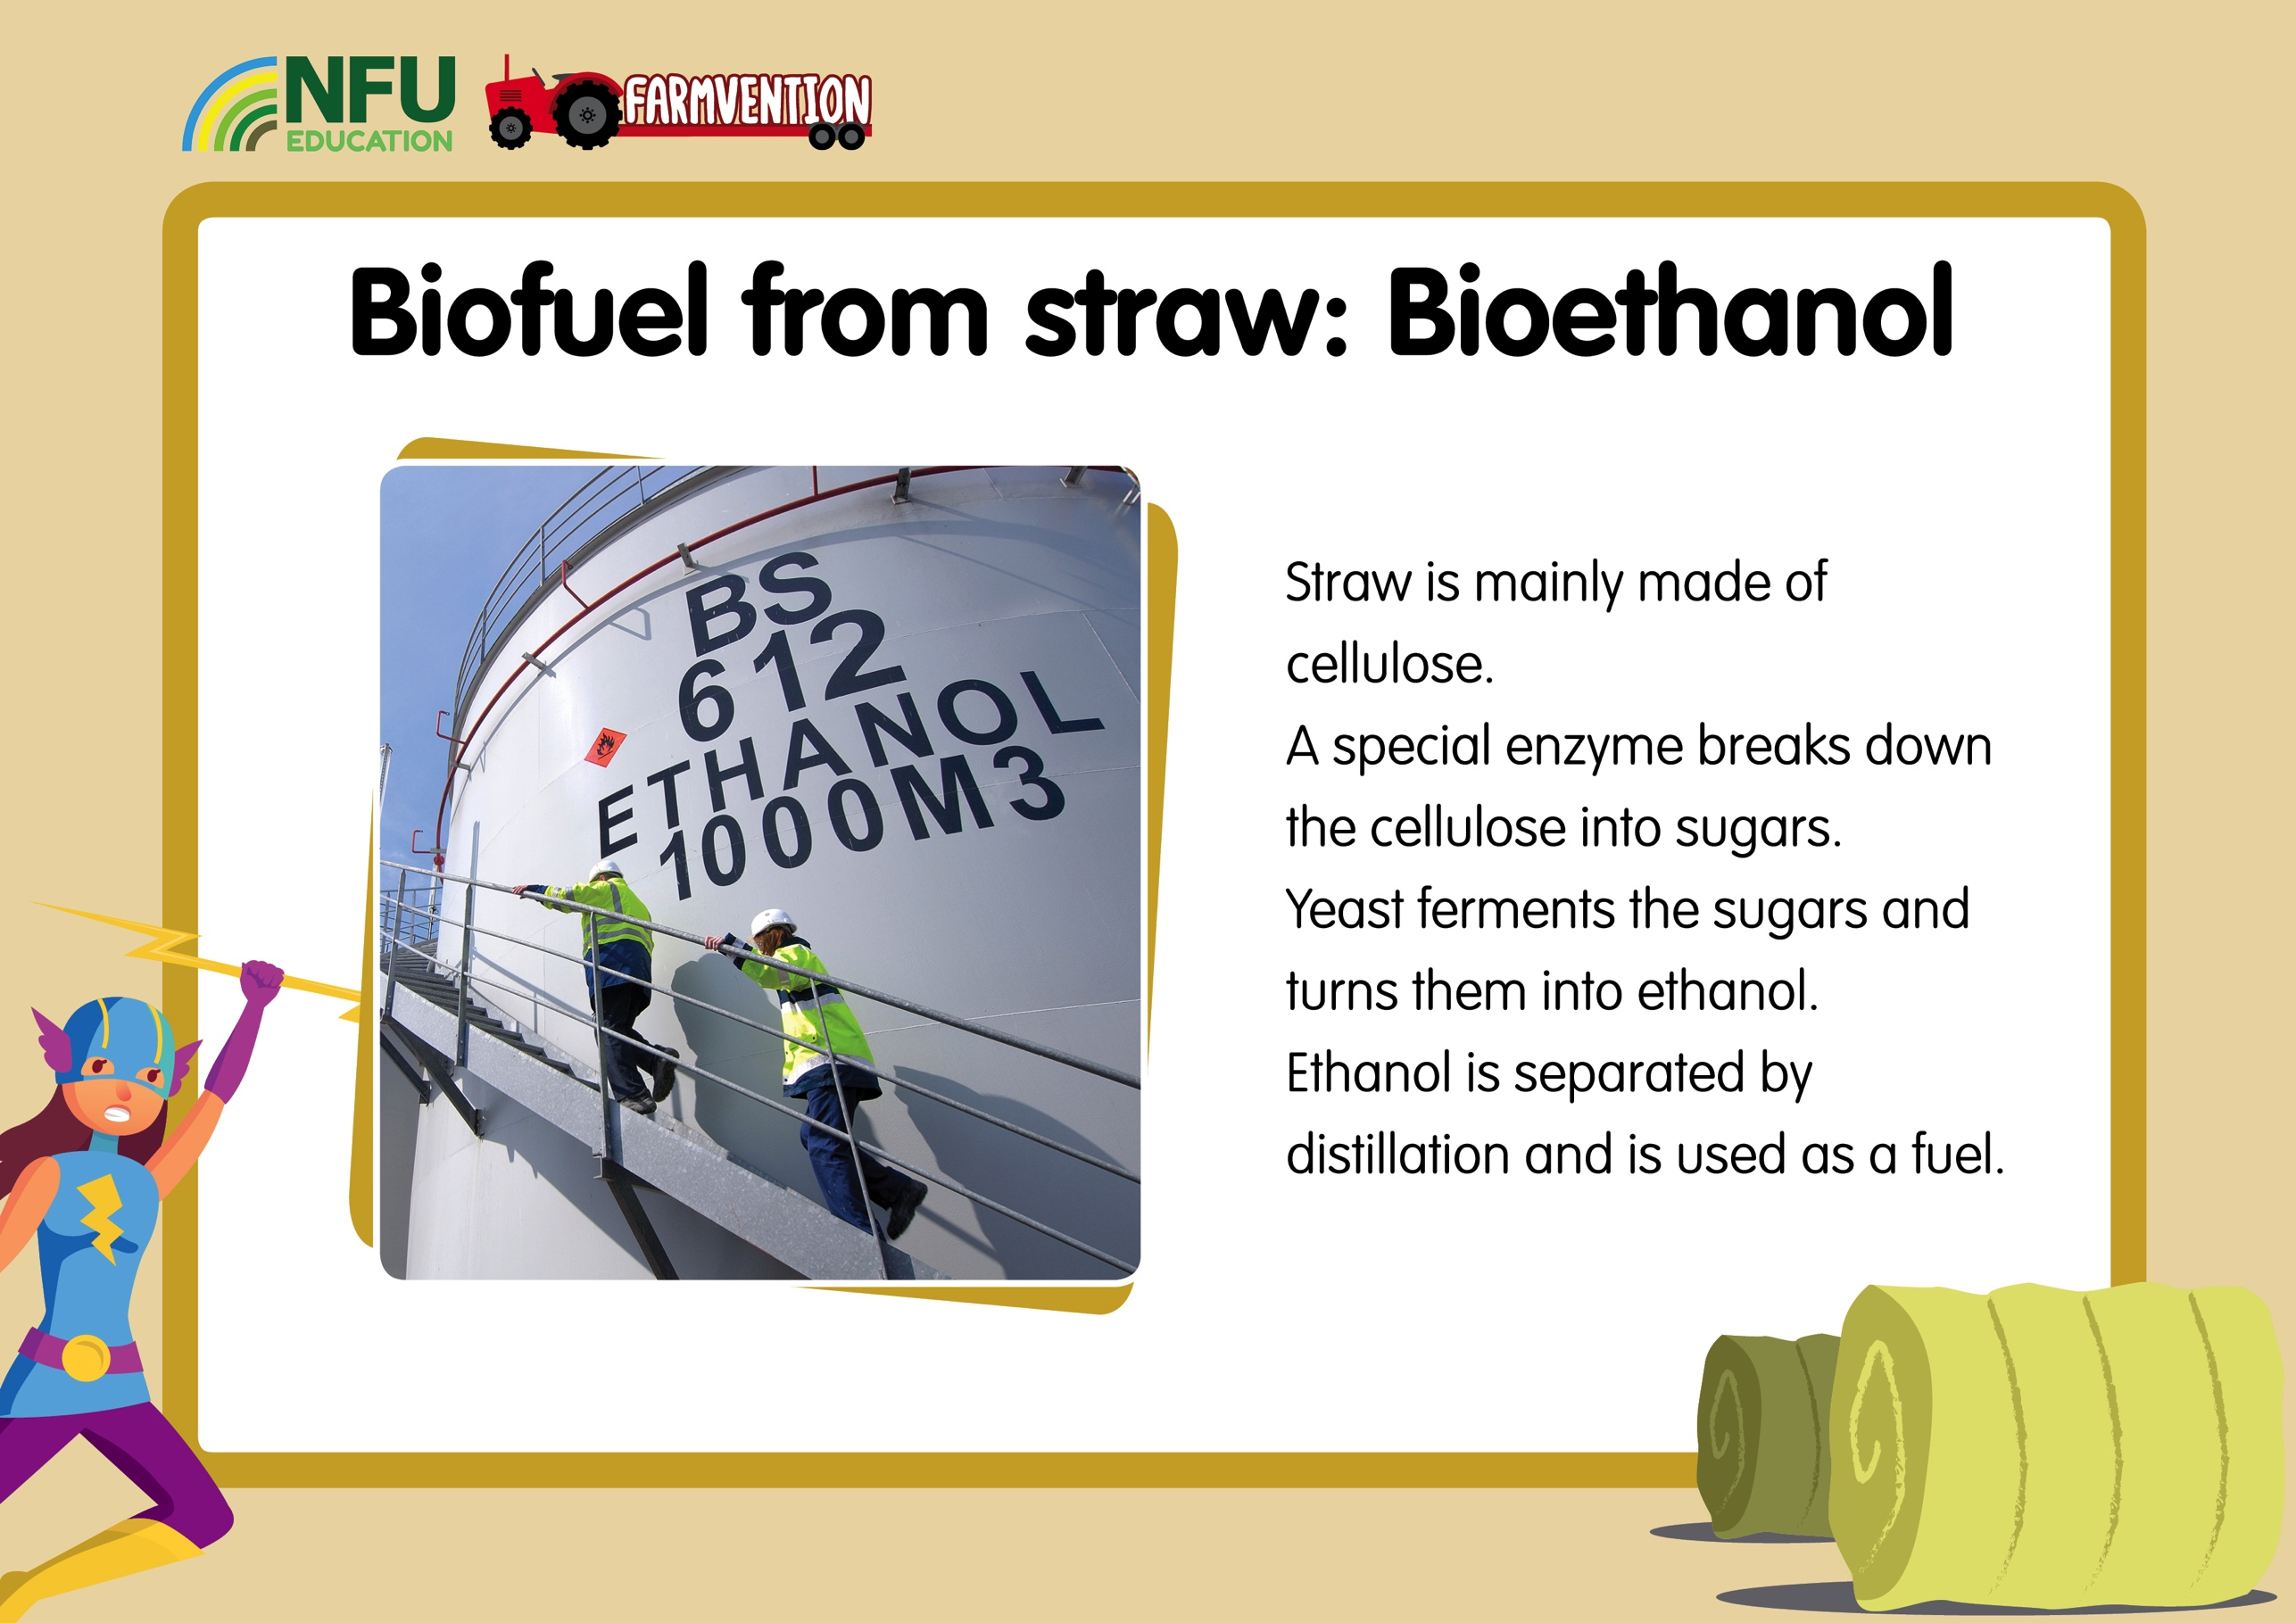 NFU
EDUCATION
FARMVENTION
Biofuel from straw: Bioethanol
BS
612
ETHANOL
1000M3
Straw is mainly made of
cellulose.
A special enzyme breaks down
the cellulose into sugars.
Yeast ferments the sugars and
turns them into ethanol.
Ethanol is separated by
distillation and is used as a fuel.